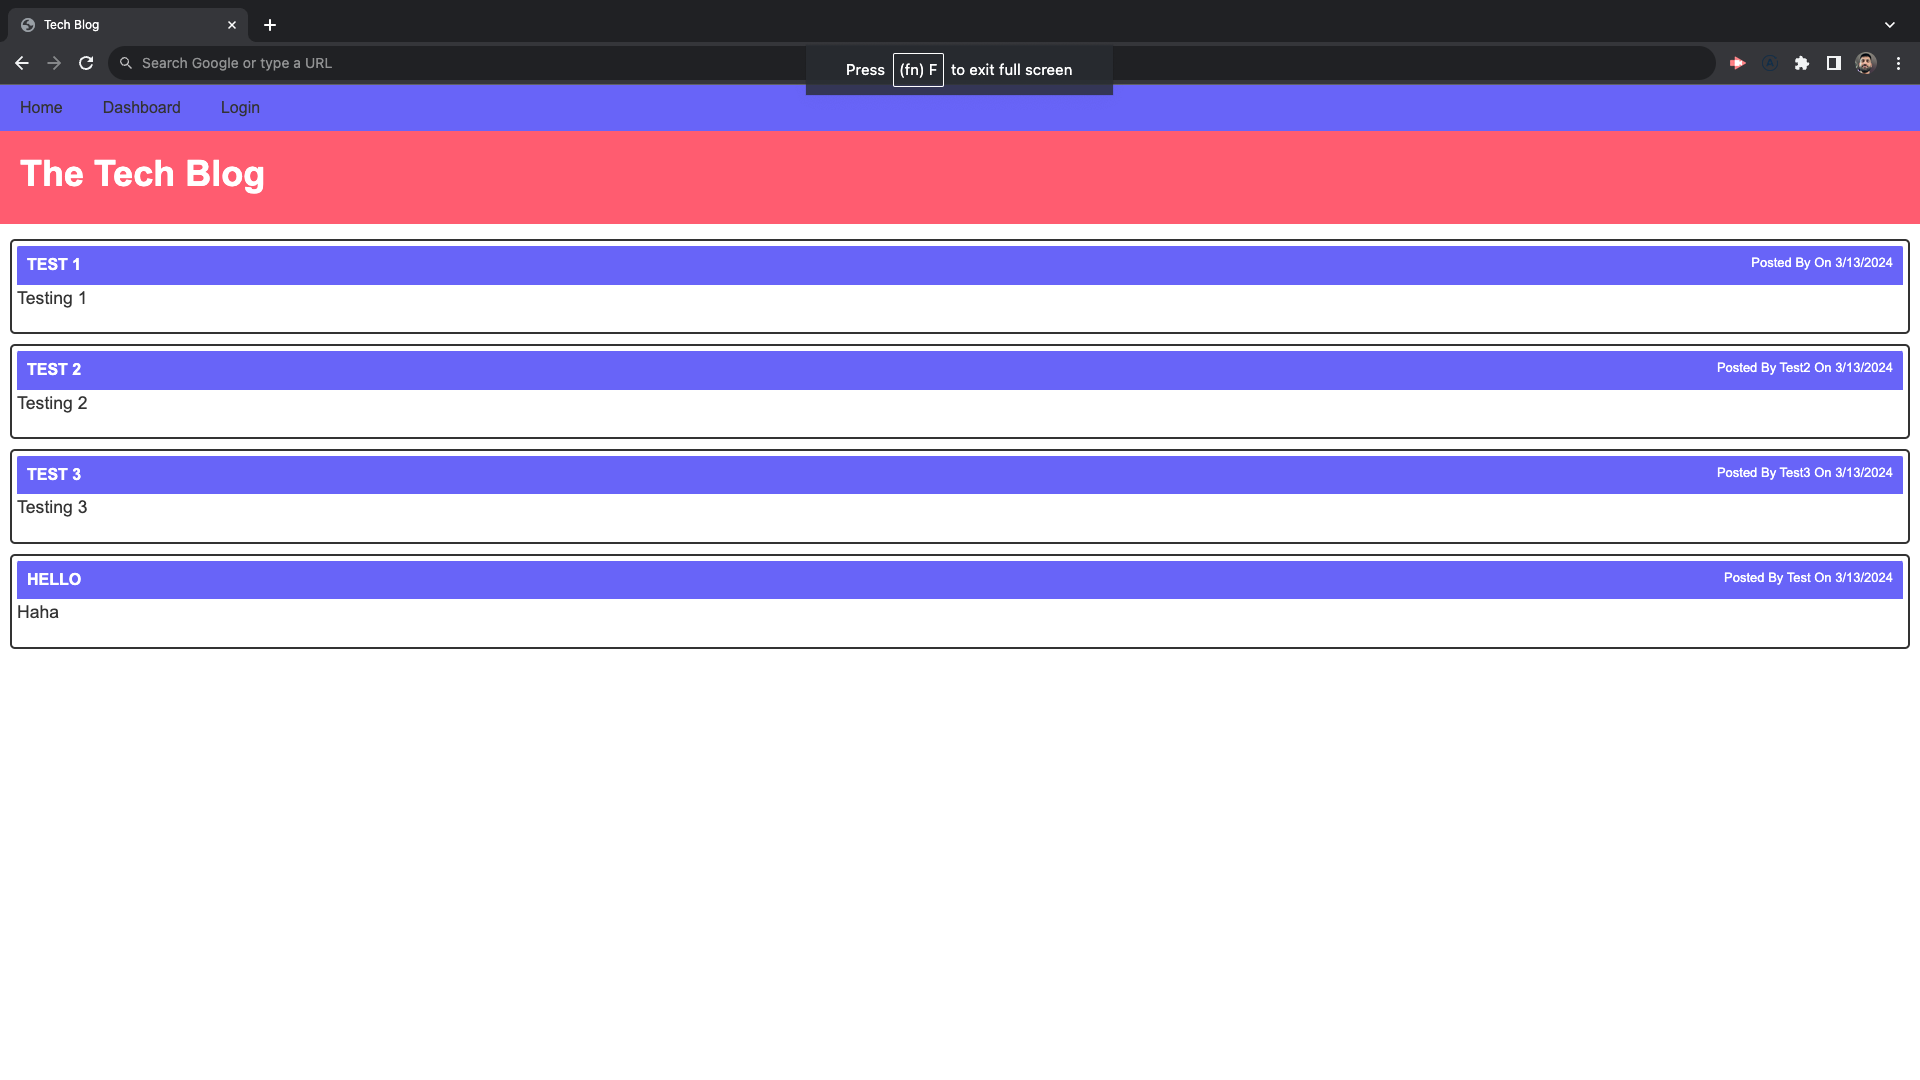 Tech Blog
Search Google or type a URL
Press (fn) F to exit full screen
Home Dashboard Login
The Tech Blog
TEST 1 Posted By On 3/13/2024
Testing 1
TEST 2 Posted By Test2 On 3/13/2024
Testing 2
TEST 3 Posted By Test3 On 3/13/2024
Testing 3
HELLO Posted By Test On 3/13/2024
Haha